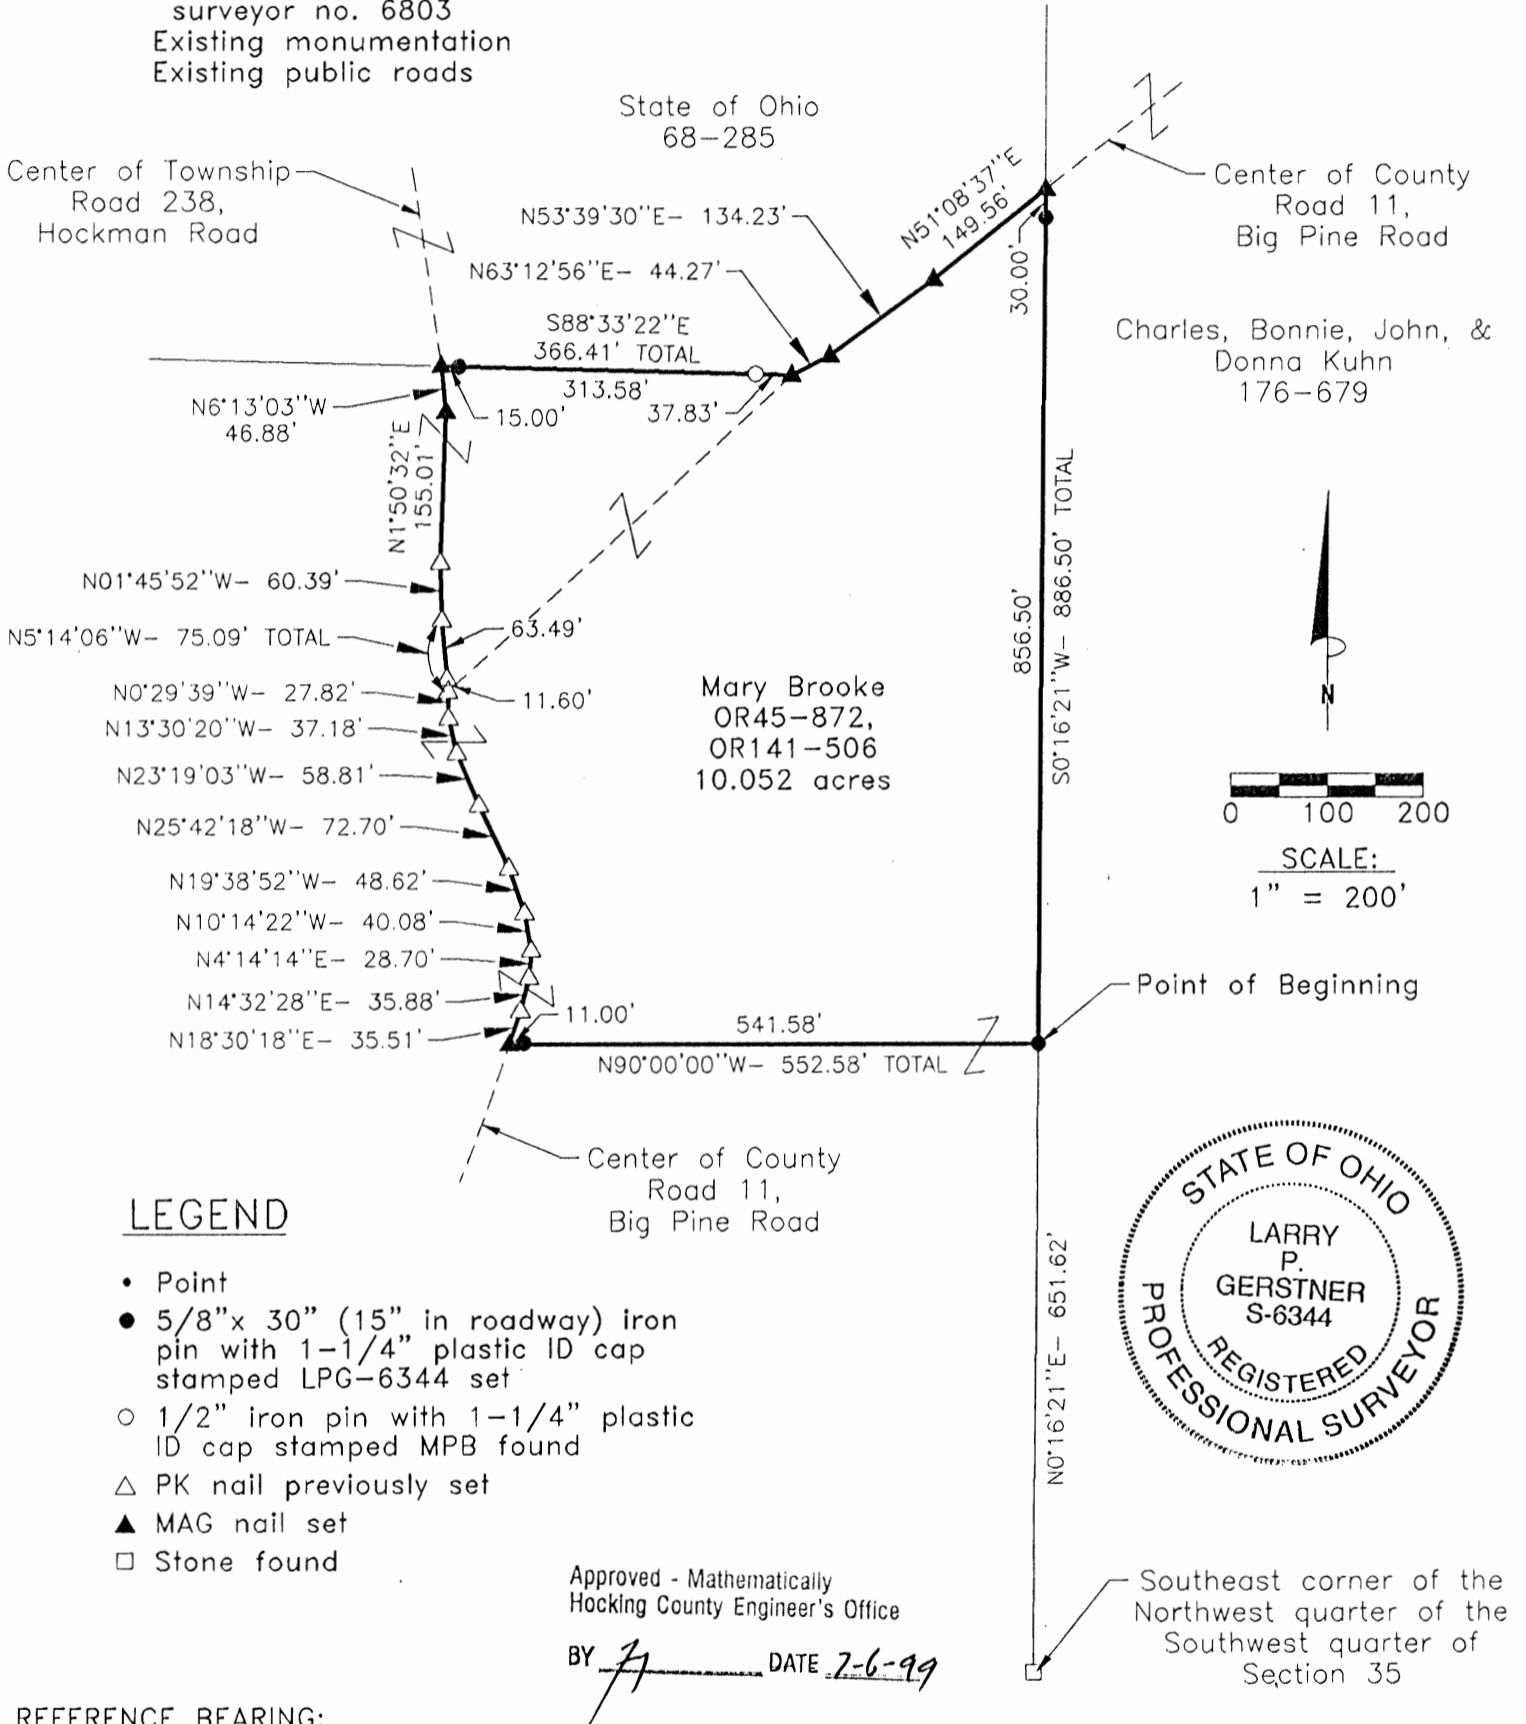 surveyor no. 6803
Existing monumentation
Existing public roads
State of Ohio
68-285
Center of Township
Road 238,
Hockman Road
Center of County
Road 11,
Big Pine Road
N51°08'37"E
149.56'
N53°39'30"E- 134.23'
N63°12'56"E- 44.27'
30.00'
S88°33'22"E
366.41' TOTAL
313.58'
37.83'
15.00'
N6°13'03"W
46.88'
N1°50'32"E
155.01'
Charles, Bonnie, John, &
Donna Kuhn
176-679
N01°45'52"W- 60.39'
N5°14'06"W- 75.09' TOTAL
63.49'
N0°29'39"W- 27.82'
11.60'
N13°30'20"W- 37.18'
N23°19'03"W- 58.81'
N25°42'18"W- 72.70'
N19°38'52"W- 48.62'
N10°14'22"W- 40.08'
N4°14'14"E- 28.70'
N14°32'28"E- 35.88'
N18°30'18"E- 35.51'
11.00'
Mary Brooke
OR45-872,
OR141-506
10.052 acres
856.50'
S0°16'21"W- 886.50' TOTAL
N
0 100 200
SCALE:
1" = 200'
Point of Beginning
541.58'
N90°00'00"W- 552.58' TOTAL
Center of County
Road 11,
Big Pine Road
N0°16'21"E- 651.62'
STATE OF OHIO
LARRY
P.
GERSTNER
S-6344
REGISTERED
PROFESSIONAL SURVEYOR
LEGEND
Point
5/8"x 30" (15" in roadway) iron
pin with 1-1/4" plastic ID cap
stamped LPG-6344 set
1/2" iron pin with 1-1/4" plastic
ID cap stamped MPB found
PK nail previously set
MAG nail set
Stone found
Approved - Mathematically
Hocking County Engineer's Office
BY DATE 7-6-99
Southeast corner of the
Northwest quarter of the
Southwest quarter of
Section 35
REFERENCE BEARING: